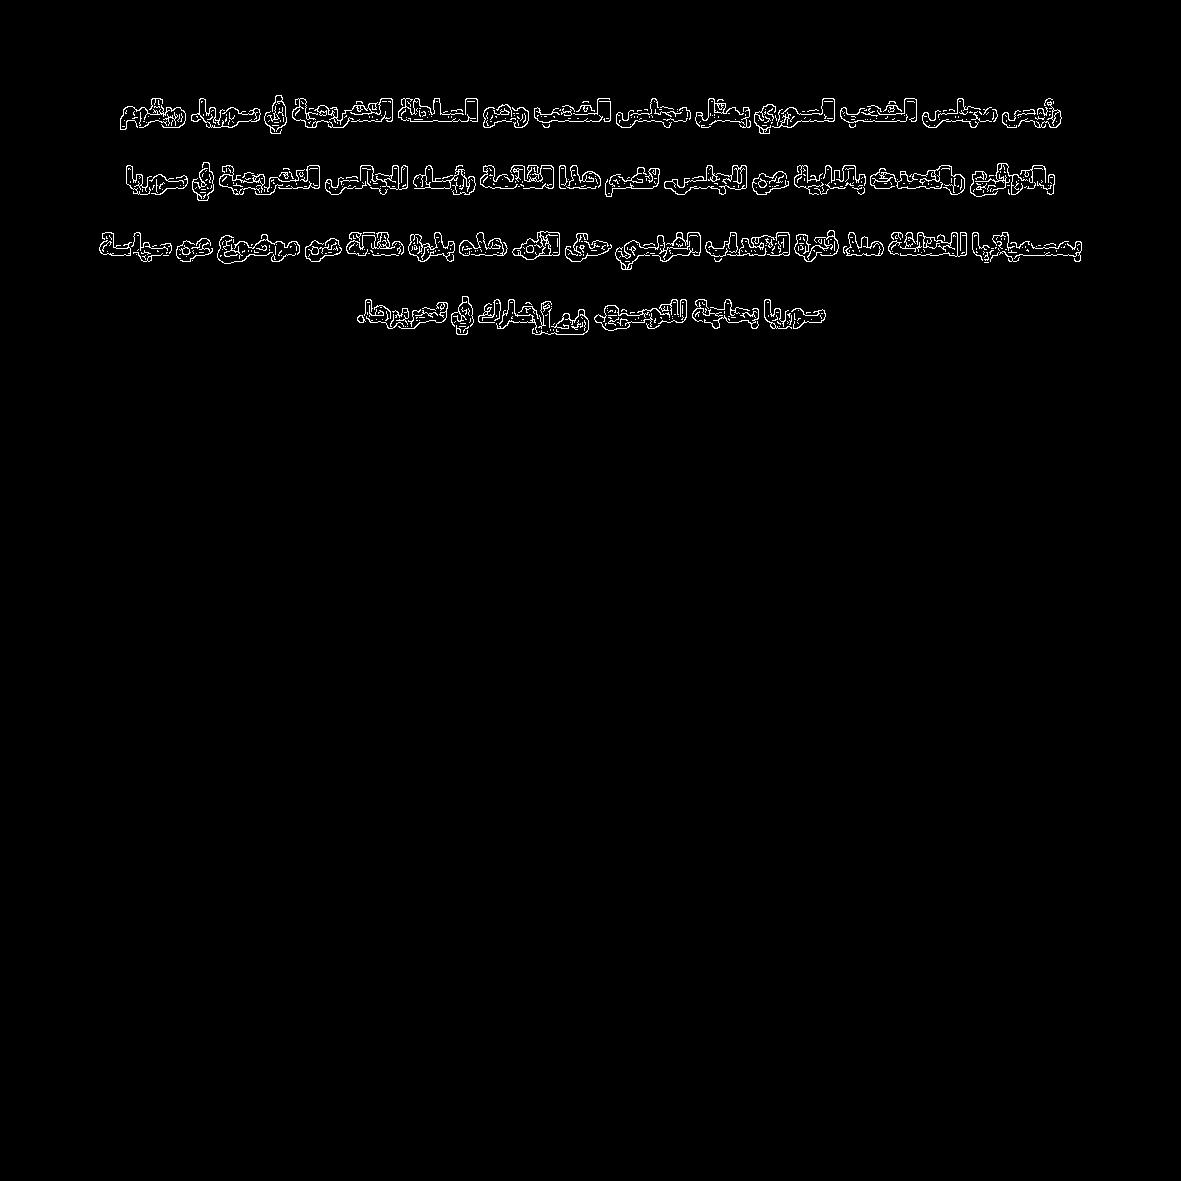 رئيس مجلس الشعب السوري يمثل مجلس الشعب وهو السلطة التشريعية في سوريا. ويقوم
بالتوقيع والتحدث بالنيابة عن المجلس. تضم هذا القائمة رؤساء المجالس التشريعية في سوريا
بمسمياتها المختلفة منذ فترة الانتداب الفرنسي حتى الآن. هذه بذرة مقالة عن موضوع عن سياسة
سوريا بحاجة للتوسيع. فضلًا شارك في تحريرها.